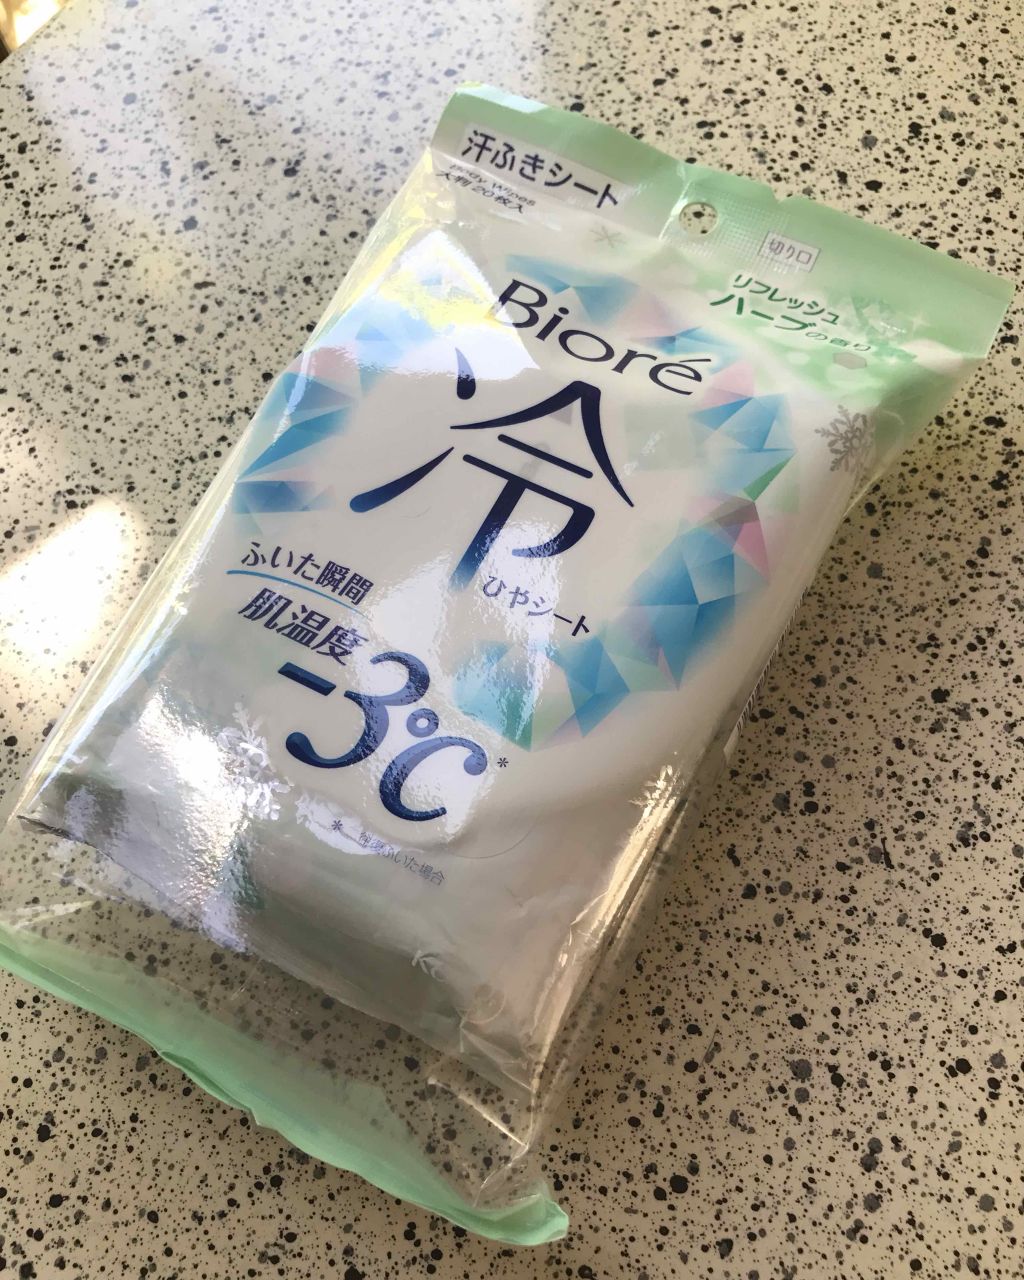 汗ふきシート
Body Wipes
大判20枚入
切り口
リフレッシュ
ハーブの香り
Bioré
冷
ひやシート
ふいた瞬間
肌温度
-3℃*